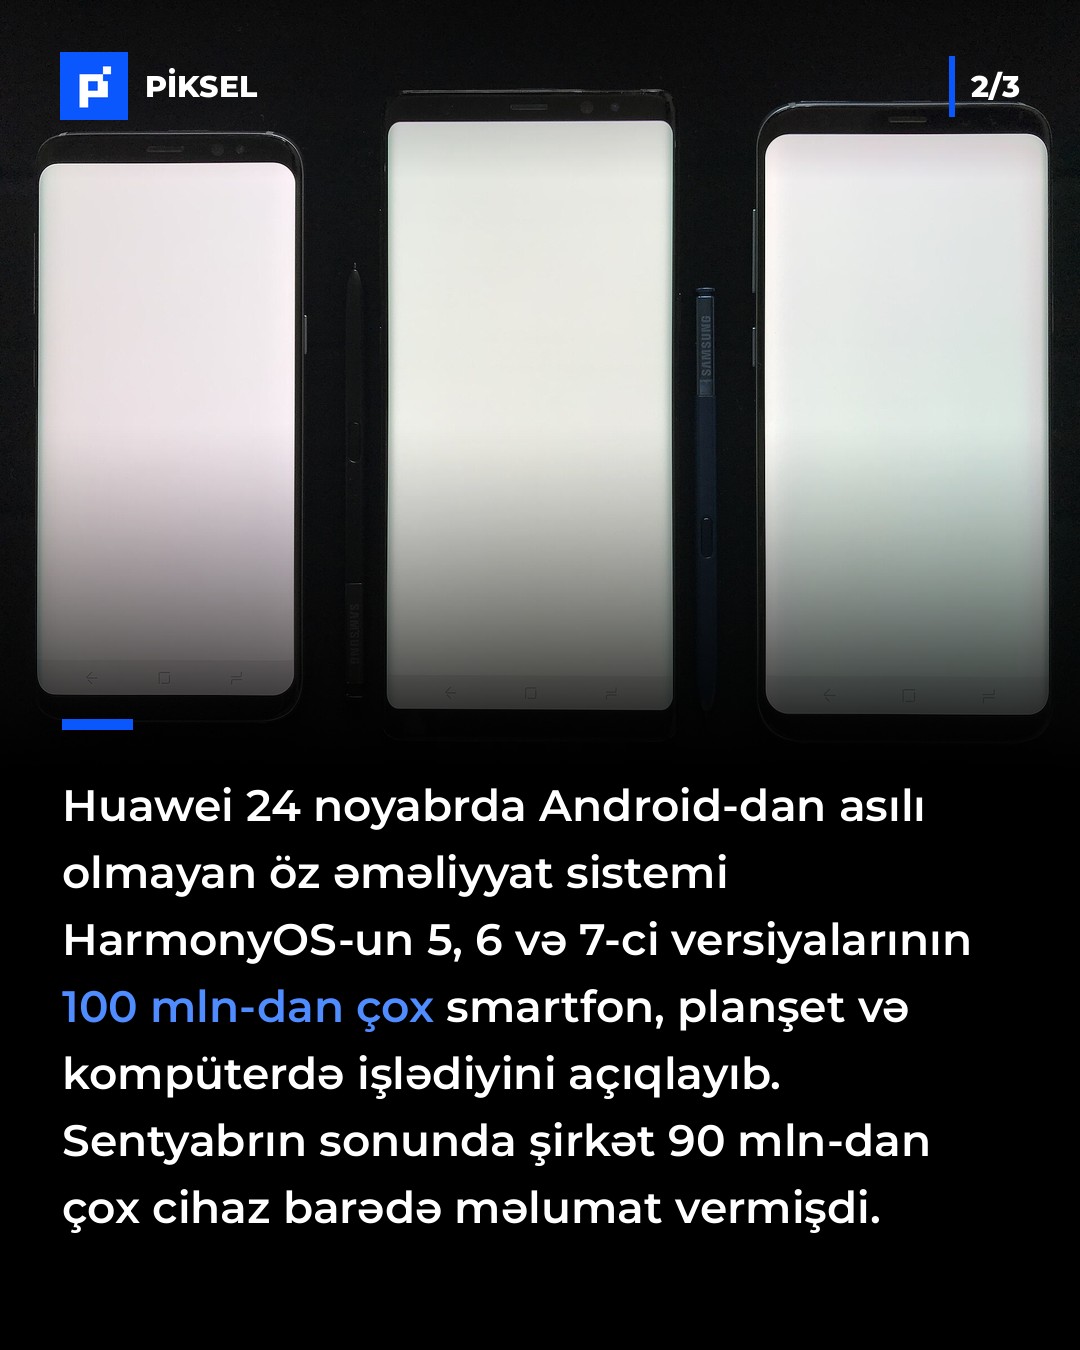 PİKSEL
2/3
SAMSUNG
SAMSUNG
Huawei 24 noyabrda Android-dan asılı
olmayan öz əməliyyat sistemi
HarmonyOS-un 5, 6 və 7-ci versiyalarının
100 mln-dan çox smartfon, planşet və
kompüterdə işlədiyini açıqlayıb.
Sentyabrın sonunda şirkət 90 mln-dan
çox cihaz barədə məlumat vermişdi.